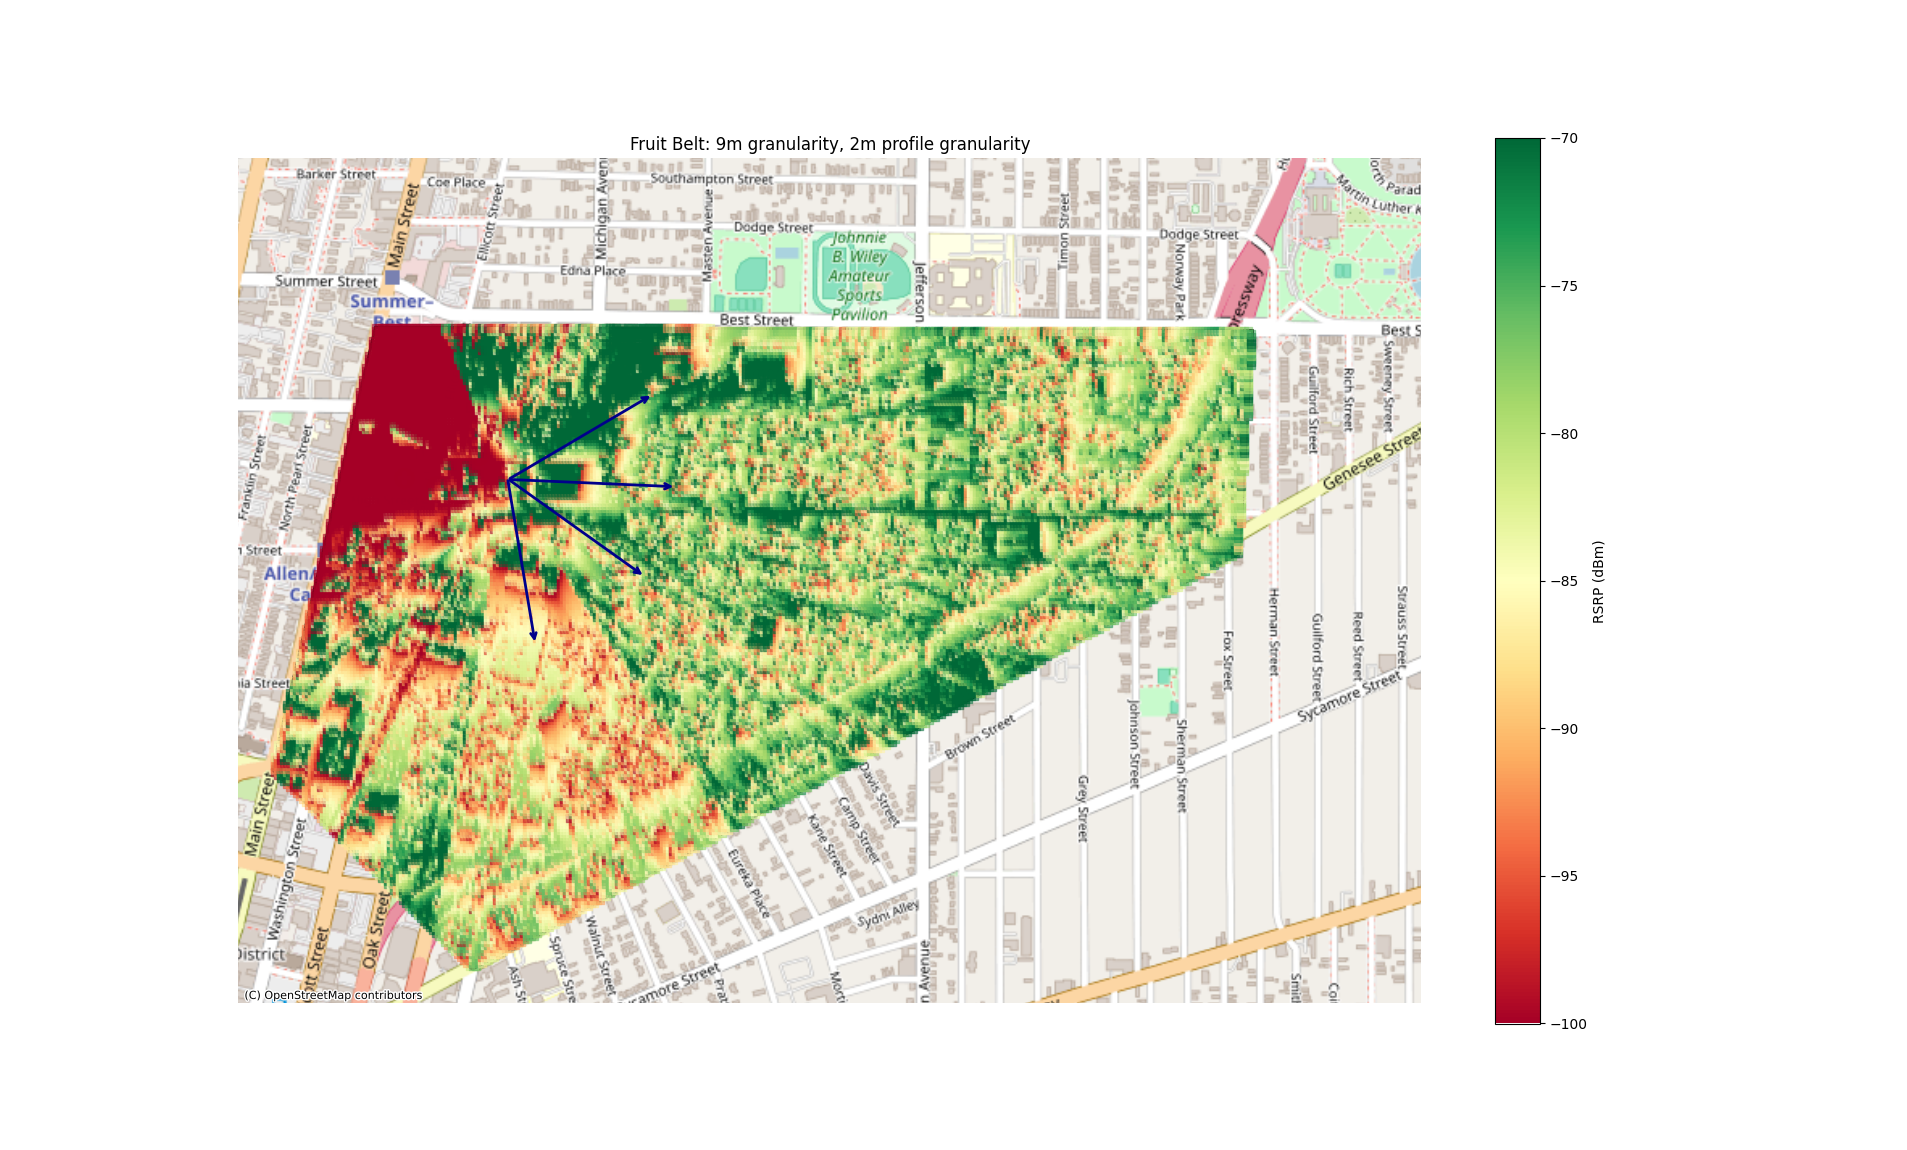 Fruit Belt: 9m granularity, 2m profile granularity
Barker Street
Coe Place
Southampton Street
Main Street
Ellicott Street
Michigan Aven
Masten Avenue
Dodge Street
Johnnie
B. Wiley
Amateur
Sports
Pavilion
Jefferson
Timon Street
Dodge Street
Norway Park
pressway
Martin Luther K
orth Parad
Hu
Edna Place
Summer Street
Summer–
Best
Best Street
Best S
Sweeney Street
Rich Street
Guilford Street
Genesee Street
Franklin Street
North Pearl Street
n Street
Allen/
Ca
nia Street
Main Street
Washington Street
Oak Street
ott Street
District
Herman Street
Guilford Street
Reed Street
Strauss Street
Fox Street
Sycamore Street
Johnson Street
Sherman Street
Grey Street
Brown Street
Davis Street
Camp Street
Kane Street
Eureka Place
Sydni Alley
Walnut Street
Spruce Stre
Ash St
camore Street
Prat
Morti
n Avenue
Smith
Coi
(C) OpenStreetMap contributors
−70
−75
−80
−85
−90
−95
−100
RSRP (dBm)